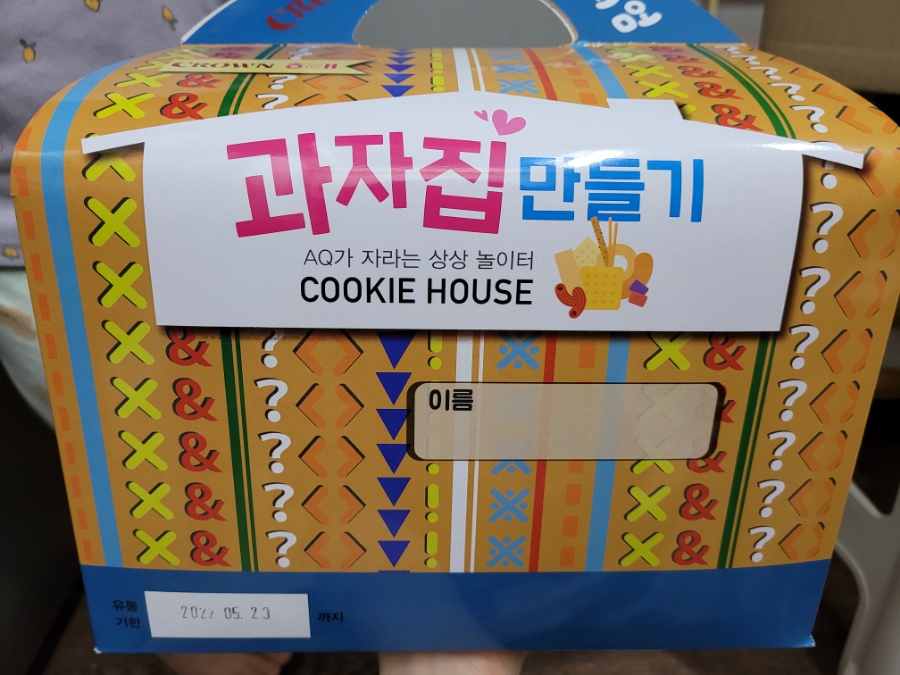 CROWN
과자집 만들기
AQ가 자라는 상상 놀이터
COOKIE HOUSE
이름
유통
기한
2022 05. 23
까지